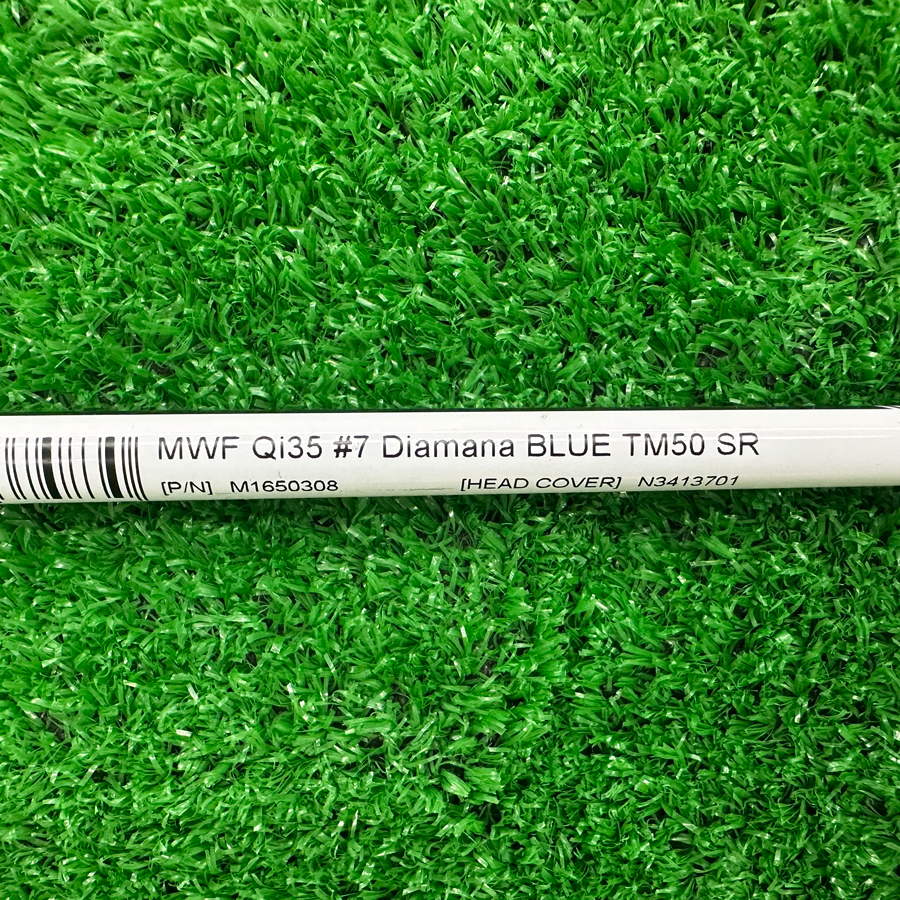 MWF Qi35 #7 Diamana BLUE TM50 SR
[P/N] M1650308 [HEAD COVER] N3413701